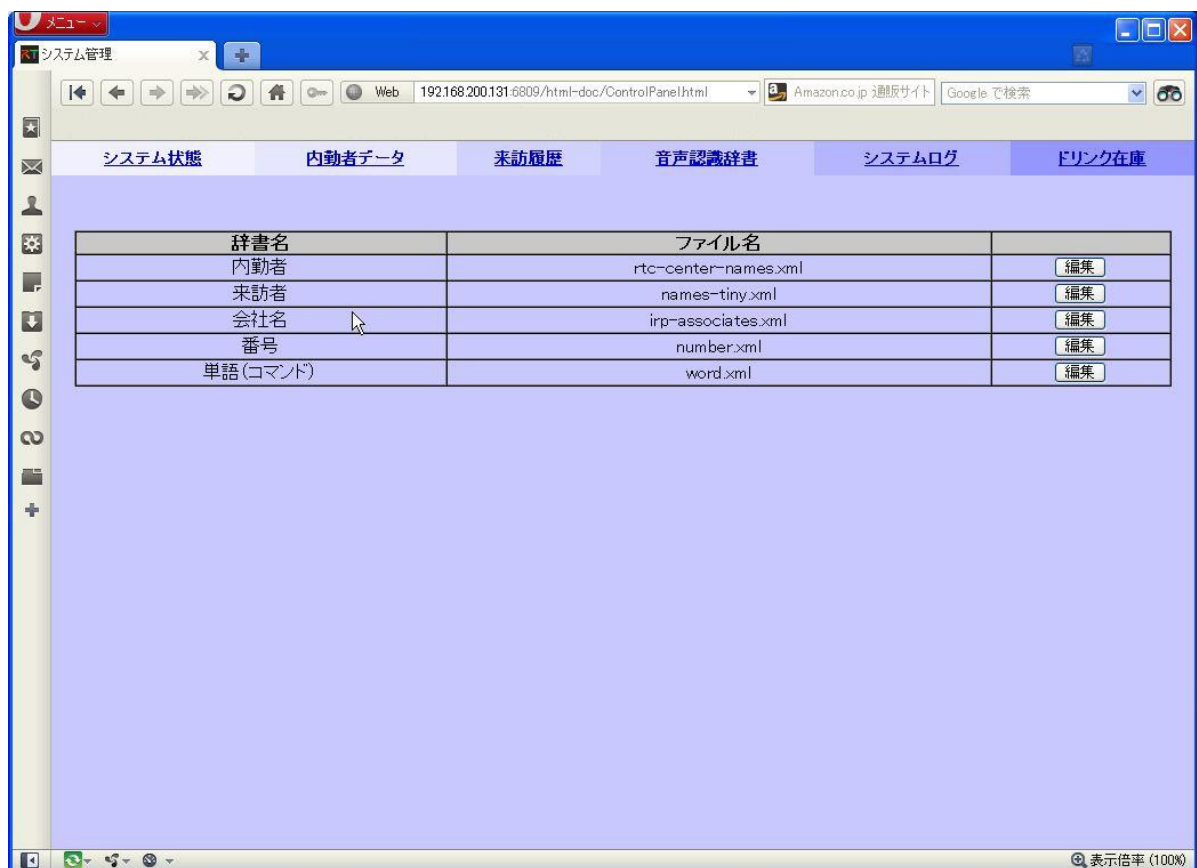 メニュー
RT システム管理
Web 192.168.200.131:6809/html-doc/ControlPanel.html Amazon.co.jp 通販サイト Google で検索
システム状態 内勤者データ 来訪履歴 音声認識辞書 システムログ ドリンク在庫
辞書名 ファイル名
内勤者 rtc-center-names.xml 編集
来訪者 names-tiny.xml 編集
会社名 irp-associates.xml 編集
番号 number.xml 編集
単語(コマンド) word.xml 編集
表示倍率 (100%)